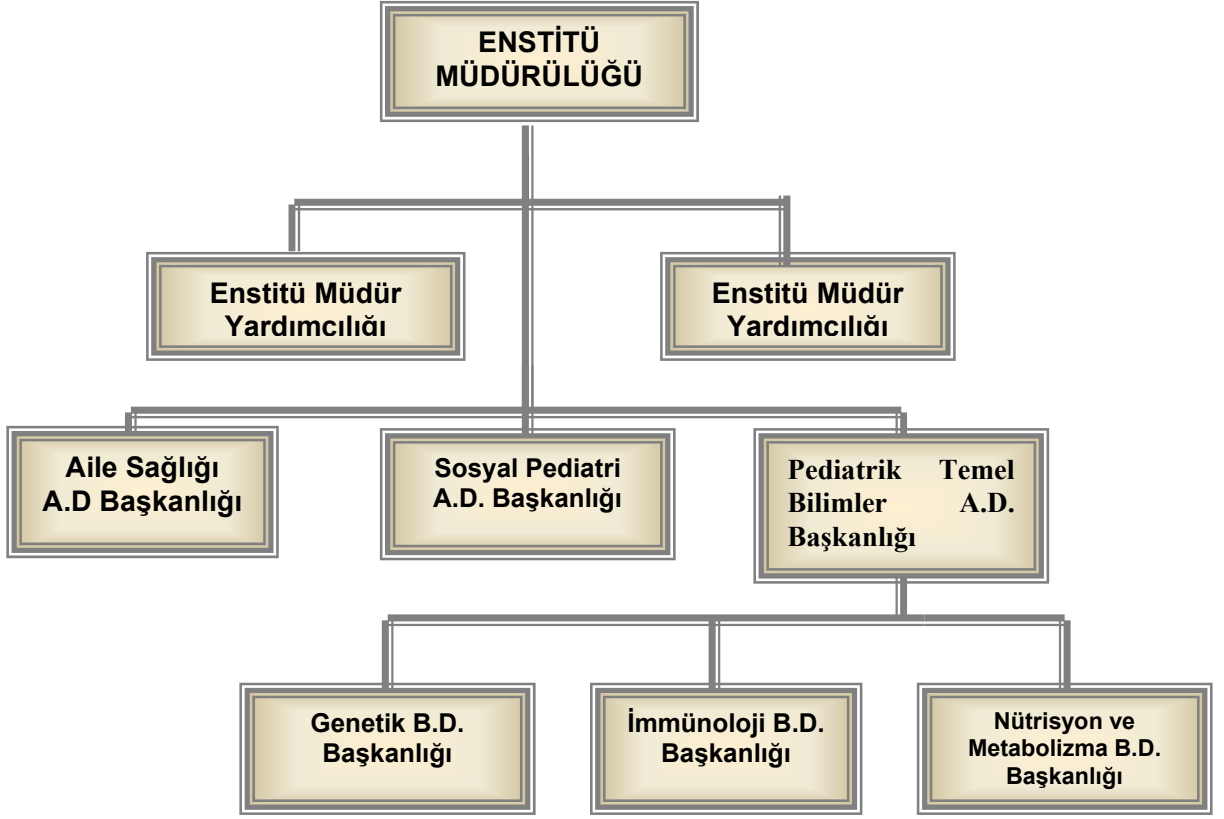 ENSTİTÜ
MÜDÜRÜLÜĞÜ
Enstitü Müdür
Yardımcılığı
Enstitü Müdür
Yardımcılığı
Aile Sağlığı
A.D Başkanlığı
Sosyal Pediatri
A.D. Başkanlığı
Pediatrik Temel
Bilimler A.D.
Başkanlığı
Genetik B.D.
Başkanlığı
İmmünoloji B.D.
Başkanlığı
Nütrisyon ve
Metabolizma B.D.
Başkanlığı